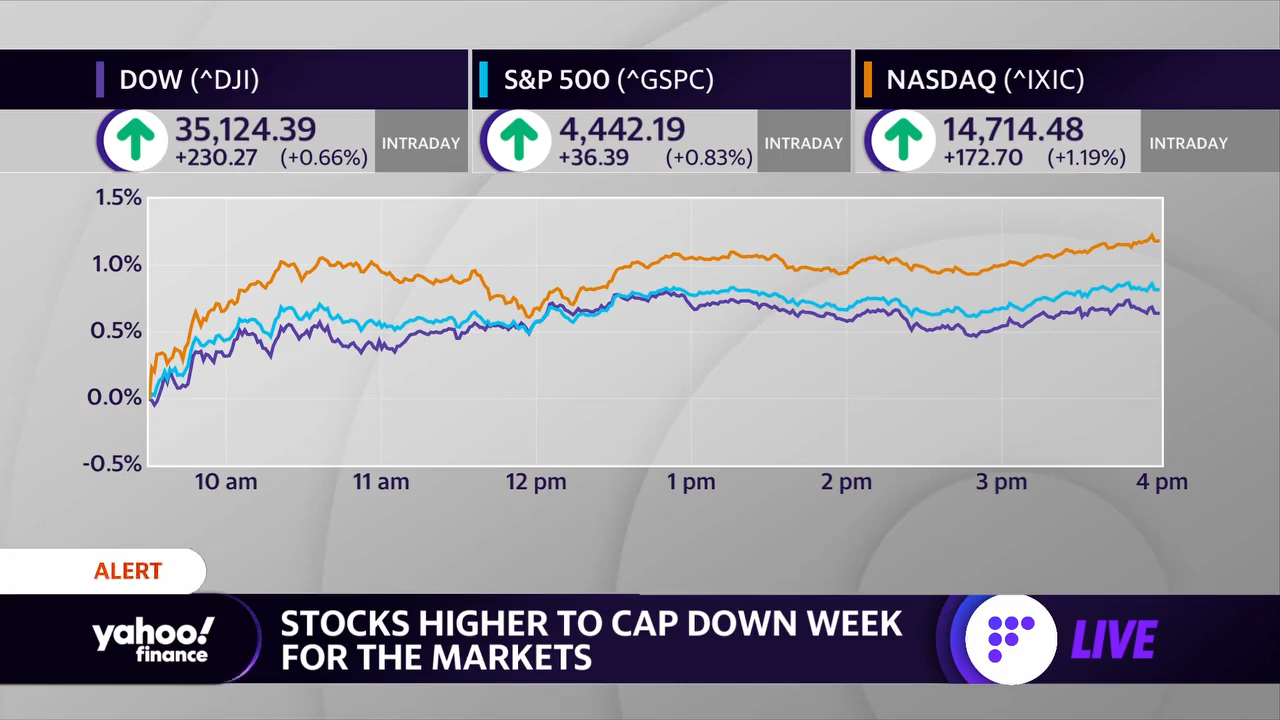 DOW (^DJI)
35,124.39
+230.27 (+0.66%)
INTRADAY
S&P 500 (^GSPC)
4,442.19
+36.39 (+0.83%)
INTRADAY
NASDAQ (^IXIC)
14,714.48
+172.70 (+1.19%)
INTRADAY
1.5%
1.0%
0.5%
0.0%
-0.5%
10 am 11 am 12 pm 1 pm 2 pm 3 pm 4 pm
ALERT
yahoo!
finance
STOCKS HIGHER TO CAP DOWN WEEK
FOR THE MARKETS
LIVE